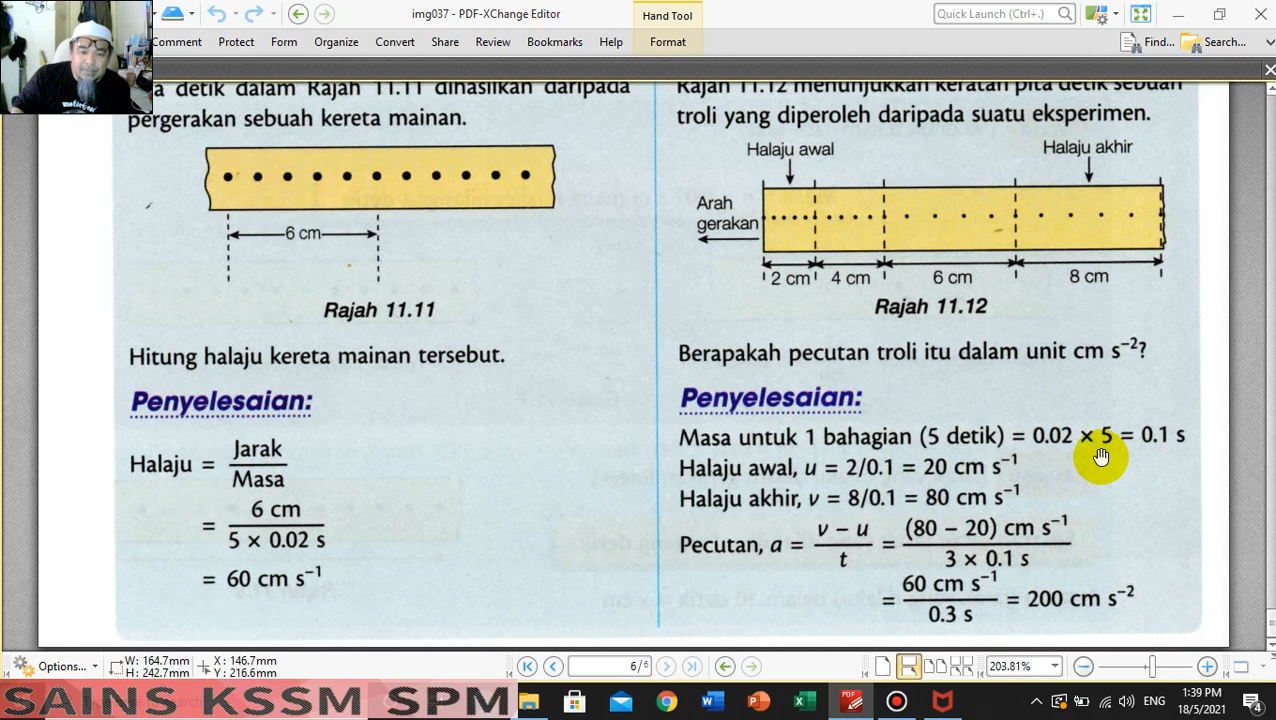 img037 - PDF-XChange Editor
Hand Tool
Quick Launch (Ctrl+.)
Comment Protect Form Organize Convert Share Review Bookmarks Help Format
Find... Search...
detik dalam Rajah 11.11 dihasilkan daripada
pergerakan sebuah kereta mainan.
6 cm
Rajah 11.11
Hitung halaju kereta mainan tersebut.
Penyelesaian:
Halaju = Jarak / Masa
= 6 cm / 5 × 0.02 s
= 60 cm s⁻¹
Rajah 11.12 menunjukkan keratan pita detik sebuah
troli yang diperoleh daripada suatu eksperimen.
Halaju awal Halaju akhir
Arah
gerakan
2 cm 4 cm 6 cm 8 cm
Rajah 11.12
Berapakah pecutan troli itu dalam unit cm s⁻²?
Penyelesaian:
Masa untuk 1 bahagian (5 detik) = 0.02 × 5 = 0.1 s
Halaju awal, u = 2/0.1 = 20 cm s⁻¹
Halaju akhir, v = 8/0.1 = 80 cm s⁻¹
Pecutan, a = v − u / t = (80 − 20) cm s⁻¹ / 3 × 0.1 s
= 60 cm s⁻¹ / 0.3 s = 200 cm s⁻²
Options... W: 164.7mm X: 146.7mm
H: 242.7mm Y: 216.6mm
6/6
203.81%
SAINS KSSM SPM
ENG
1:39 PM
18/5/2021